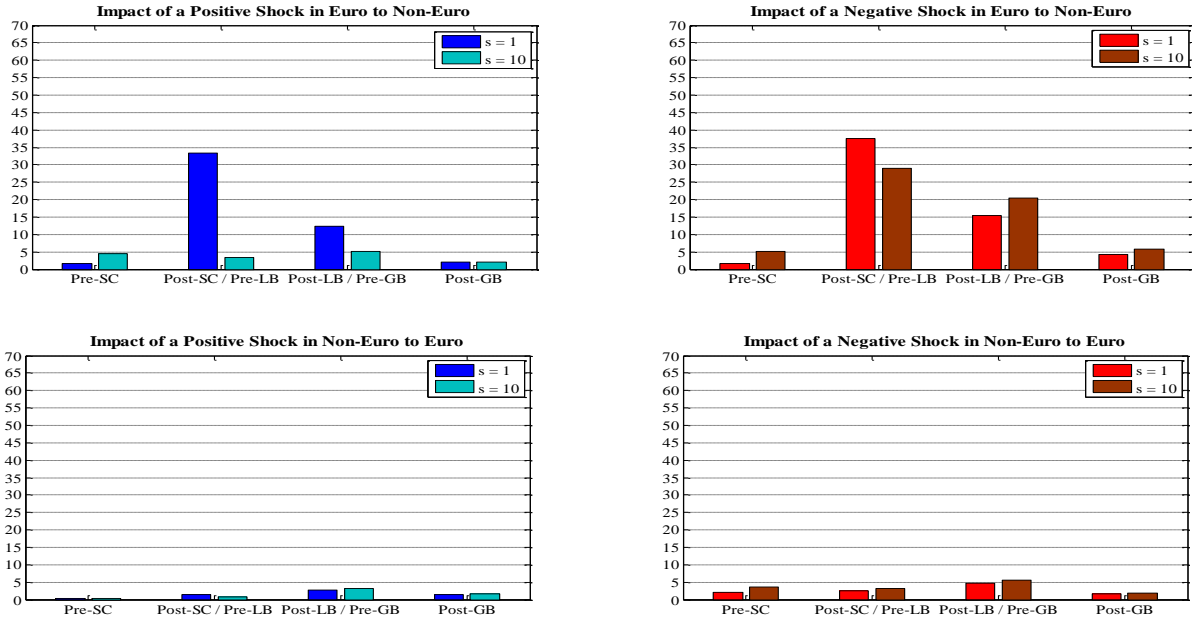 Impact of a Positive Shock in Euro to Non-Euro
70
65
60
55
50
45
40
35
30
25
20
15
10
5
0
s = 1
s = 10
Pre-SC
Post-SC / Pre-LB
Post-LB / Pre-GB
Post-GB
Impact of a Negative Shock in Euro to Non-Euro
70
65
60
55
50
45
40
35
30
25
20
15
10
5
0
s = 1
s = 10
Pre-SC
Post-SC / Pre-LB
Post-LB / Pre-GB
Post-GB
Impact of a Positive Shock in Non-Euro to Euro
70
65
60
55
50
45
40
35
30
25
20
15
10
5
0
s = 1
s = 10
Pre-SC
Post-SC / Pre-LB
Post-LB / Pre-GB
Post-GB
Impact of a Negative Shock in Non-Euro to Euro
70
65
60
55
50
45
40
35
30
25
20
15
10
5
0
s = 1
s = 10
Pre-SC
Post-SC / Pre-LB
Post-LB / Pre-GB
Post-GB